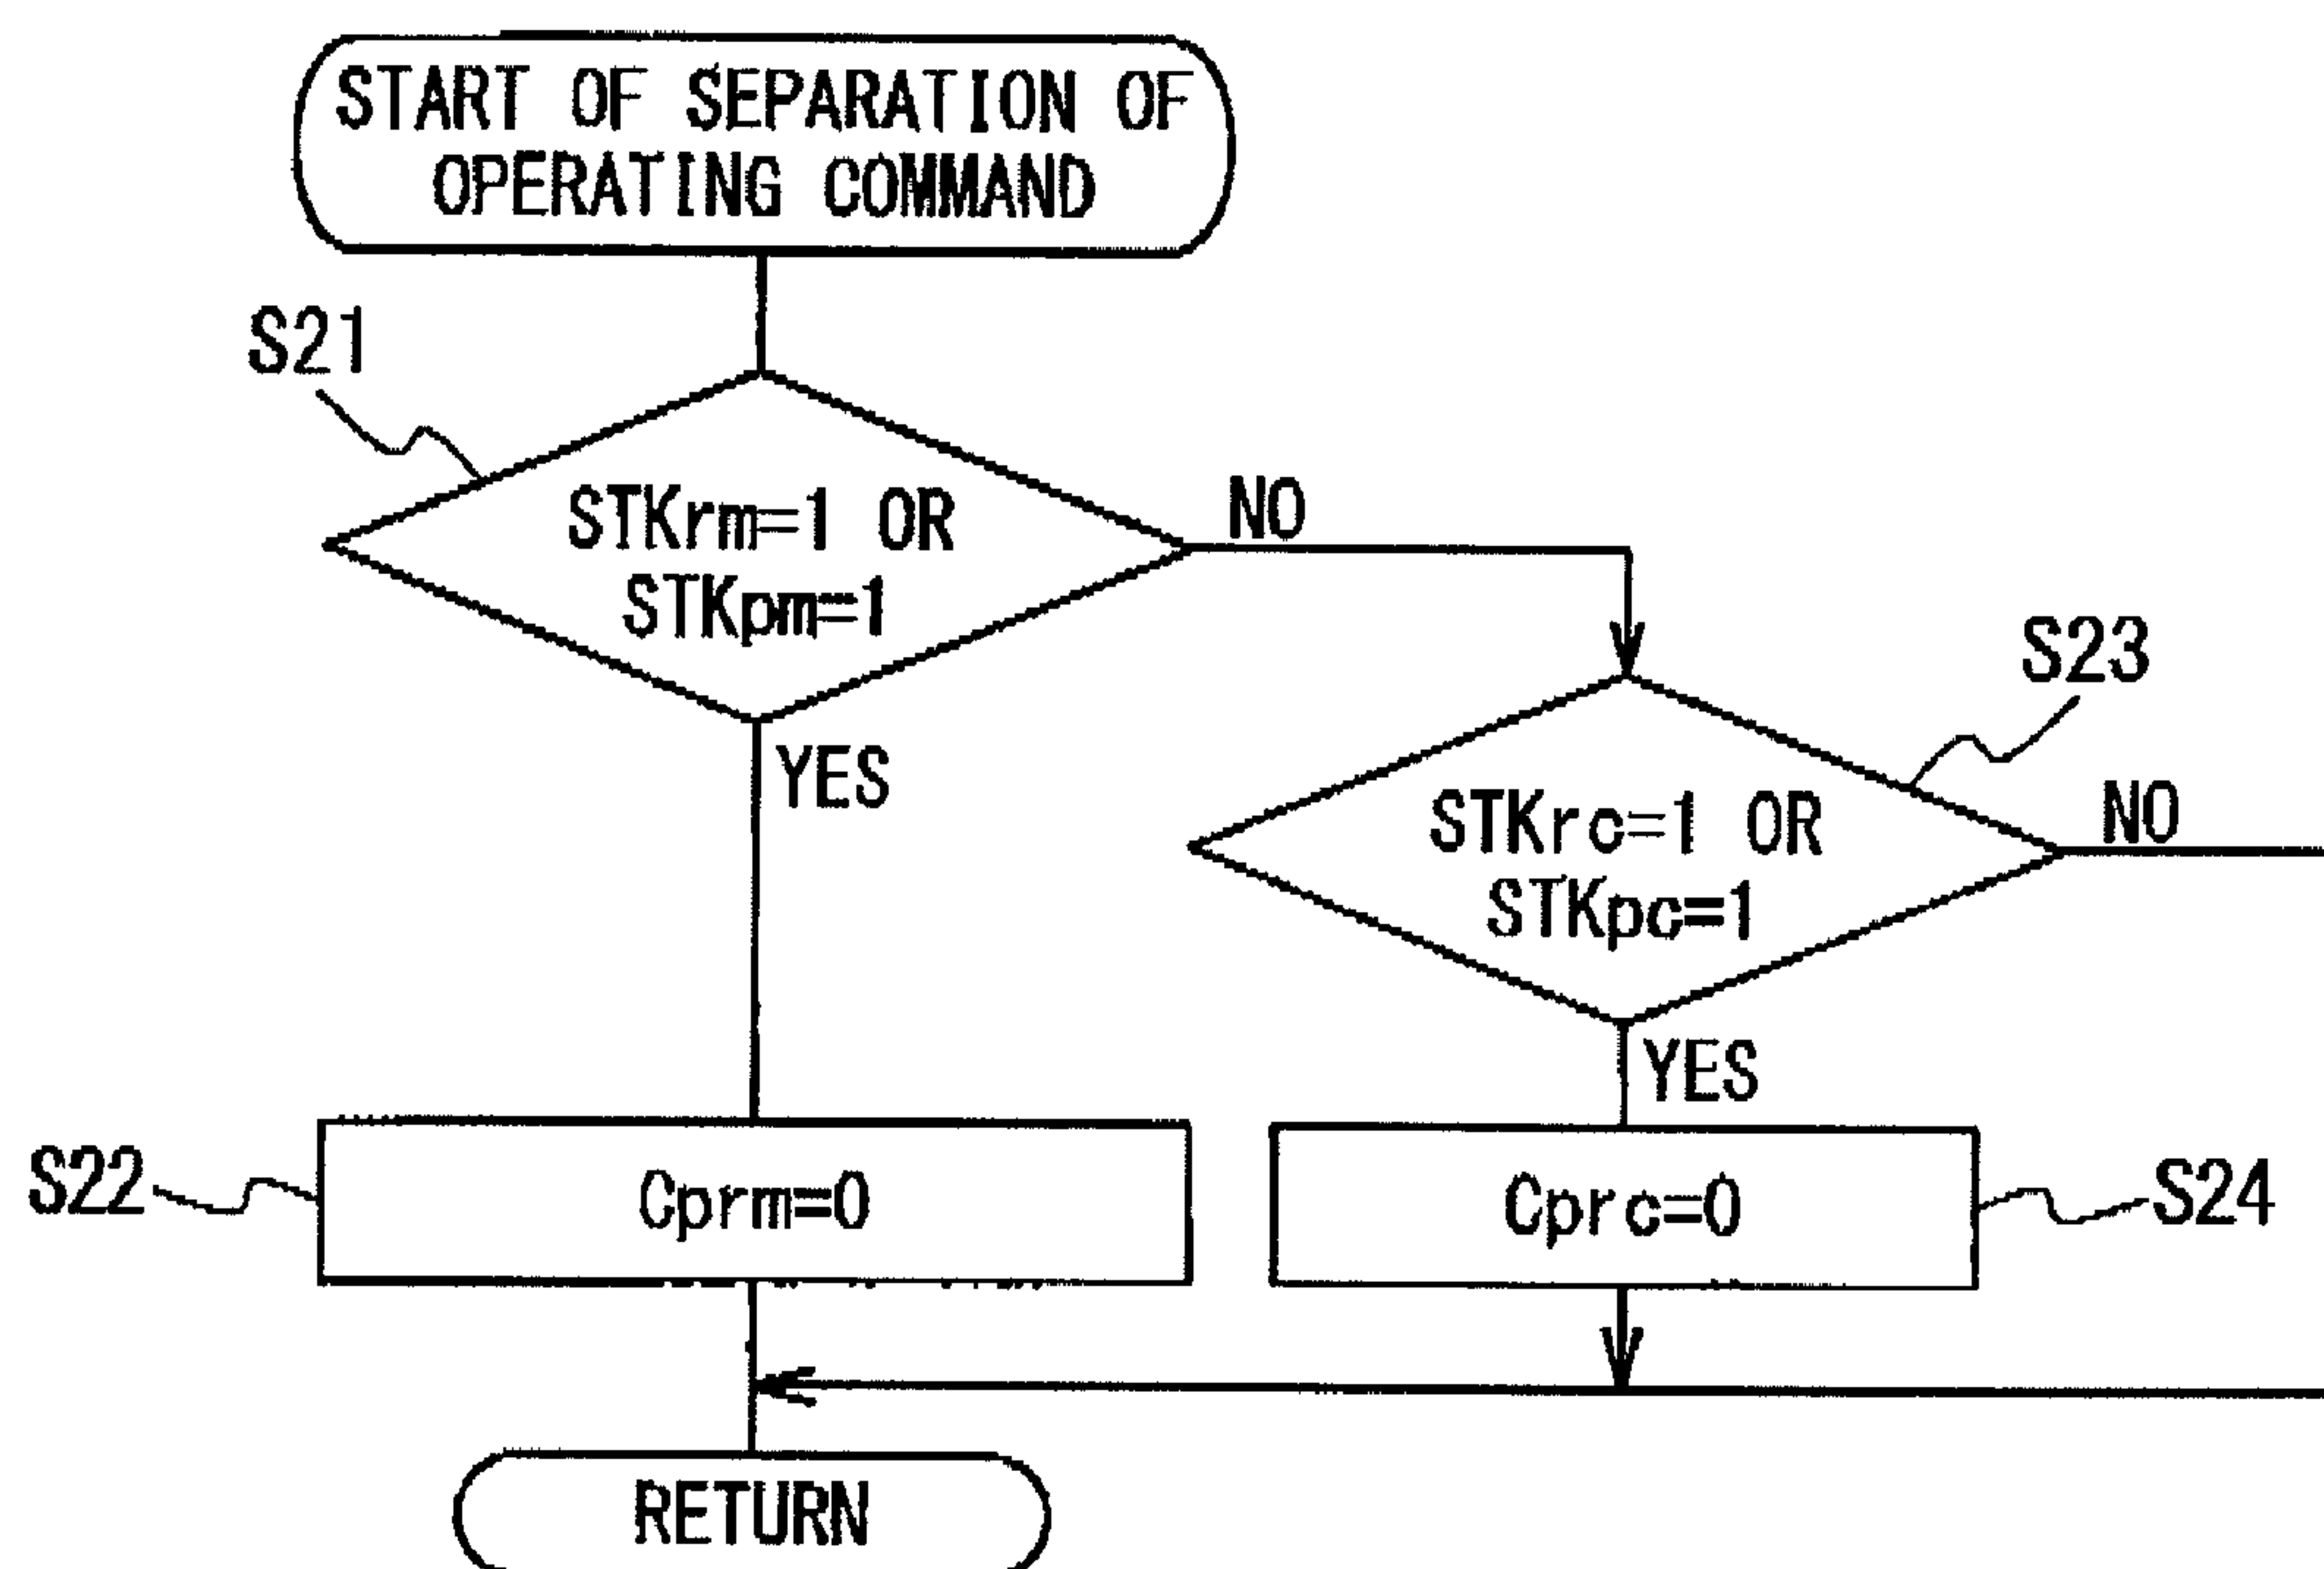 START OF SEPARATION OF
OPERATING COMMAND
S21
STKrm=1 OR
STKpm=1
NO
YES
S23
STKrc=1 OR
STKpc=1
NO
YES
S22
Cprm=0
Cprc=0
S24
RETURN